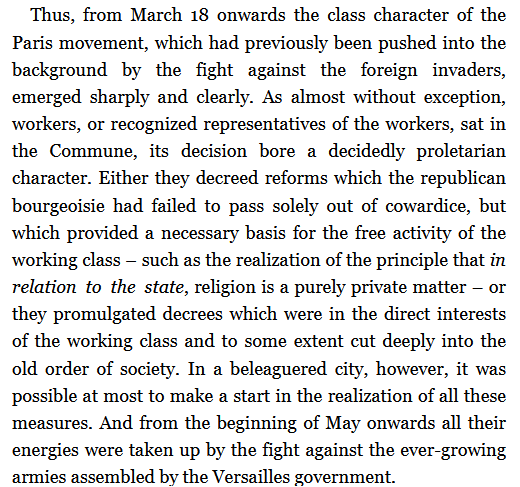 Thus, from March 18 onwards the class character of the
Paris movement, which had previously been pushed into the
background by the fight against the foreign invaders,
emerged sharply and clearly. As almost without exception,
workers, or recognized representatives of the workers, sat in
the Commune, its decision bore a decidedly proletarian
character. Either they decreed reforms which the republican
bourgeoisie had failed to pass solely out of cowardice, but
which provided a necessary basis for the free activity of the
working class – such as the realization of the principle that in
relation to the state, religion is a purely private matter – or
they promulgated decrees which were in the direct interests
of the working class and to some extent cut deeply into the
old order of society. In a beleaguered city, however, it was
possible at most to make a start in the realization of all these
measures. And from the beginning of May onwards all their
energies were taken up by the fight against the ever-growing
armies assembled by the Versailles government.